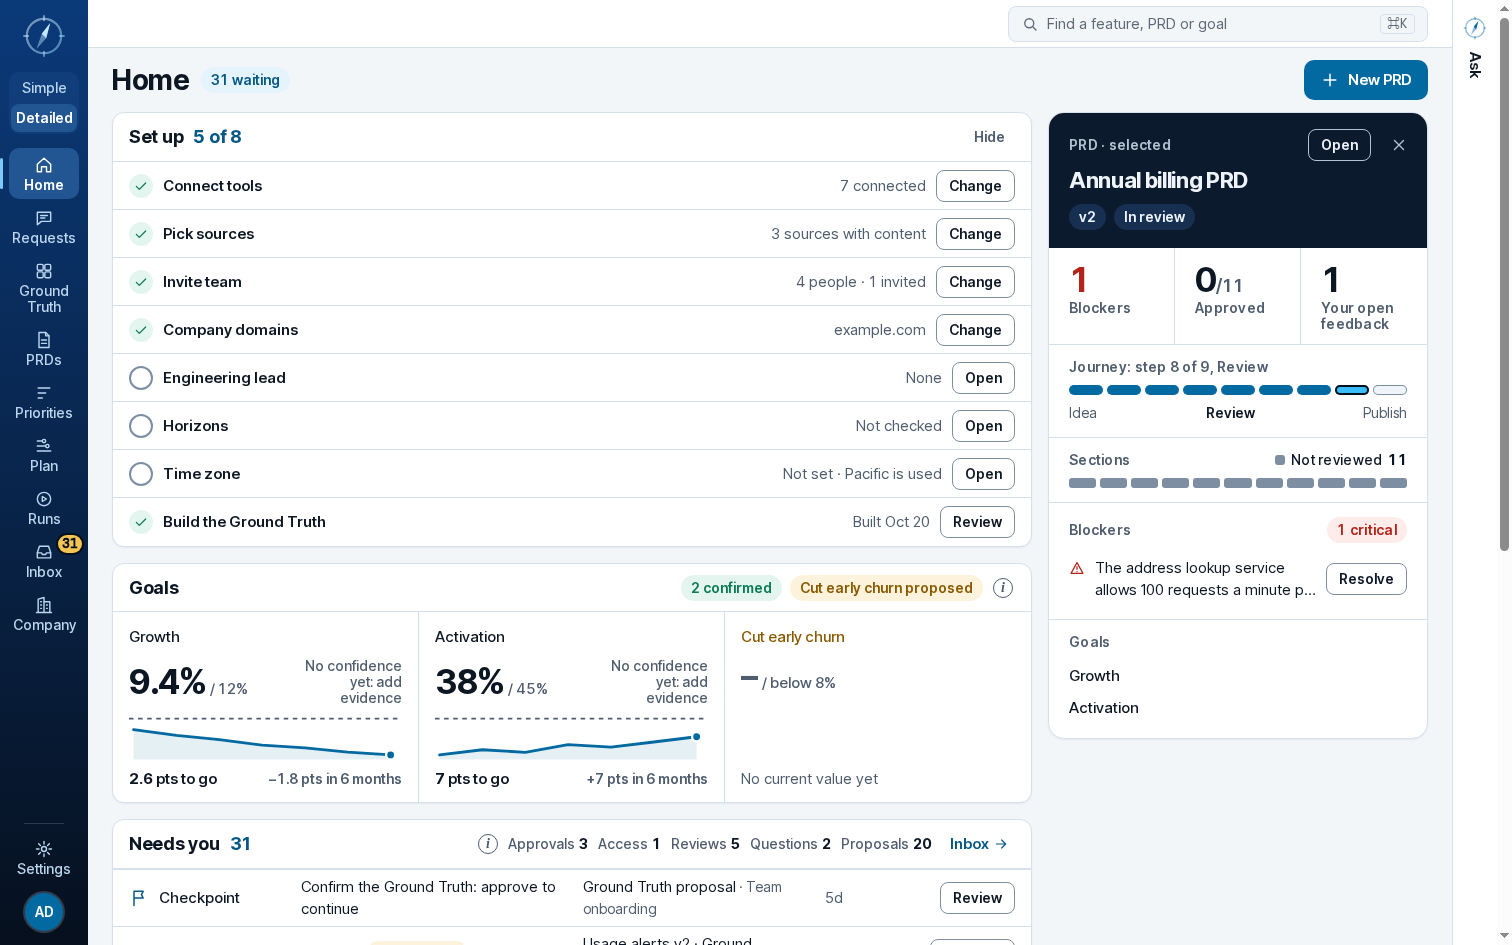 Simple
Detailed
Home
Requests
Ground
Truth
PRDs
Priorities
Plan
Runs
31
Inbox
Company
Settings
AD
Find a feature, PRD or goal
⌘K
Home
31 waiting
New PRD
Set up 5 of 8
Hide
Connect tools
7 connected
Change
Pick sources
3 sources with content
Change
Invite team
4 people · 1 invited
Change
Company domains
example.com
Change
Engineering lead
None
Open
Horizons
Not checked
Open
Time zone
Not set · Pacific is used
Open
Build the Ground Truth
Built Oct 20
Review
Goals
2 confirmed
Cut early churn proposed
i
Growth
9.4% / 12%
No confidence
yet: add
evidence
2.6 pts to go
−1.8 pts in 6 months
Activation
38% / 45%
No confidence
yet: add
evidence
7 pts to go
+7 pts in 6 months
Cut early churn
– / below 8%
No current value yet
Needs you 31
i
Approvals 3
Access 1
Reviews 5
Questions 2
Proposals 20
Inbox →
Checkpoint
Confirm the Ground Truth: approve to
continue
Ground Truth proposal · Team
onboarding
5d
Review
Usage alerts v2 · Ground
PRD · selected
Open
Annual billing PRD
v2
In review
1
Blockers
0/11
Approved
1
Your open
feedback
Journey: step 8 of 9, Review
Idea
Review
Publish
Sections
Not reviewed 11
Blockers
1 critical
The address lookup service
allows 100 requests a minute p…
Resolve
Goals
Growth
Activation
Ask